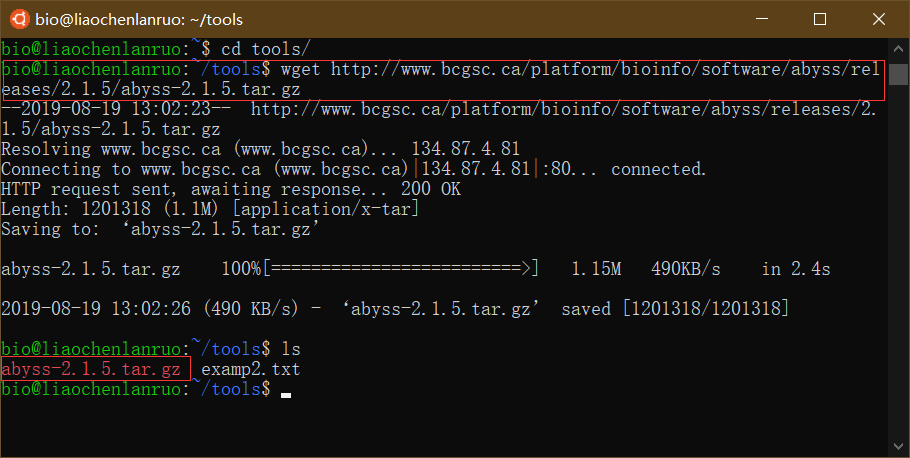 bio@liaochenlanruo: ~/tools
bio@liaochenlanruo:~$ cd tools/
bio@liaochenlanruo:~/tools$ wget http://www.bcgsc.ca/platform/bioinfo/software/abyss/rel
eases/2.1.5/abyss-2.1.5.tar.gz
--2019-08-19 13:02:23--  http://www.bcgsc.ca/platform/bioinfo/software/abyss/releases/2.
1.5/abyss-2.1.5.tar.gz
Resolving www.bcgsc.ca (www.bcgsc.ca)... 134.87.4.81
Connecting to www.bcgsc.ca (www.bcgsc.ca)|134.87.4.81|:80... connected.
HTTP request sent, awaiting response... 200 OK
Length: 1201318 (1.1M) [application/x-tar]
Saving to: ‘abyss-2.1.5.tar.gz’
abyss-2.1.5.tar.gz    100%[=========================>]   1.15M   490KB/s    in 2.4s
2019-08-19 13:02:26 (490 KB/s) - ‘abyss-2.1.5.tar.gz’ saved [1201318/1201318]
bio@liaochenlanruo:~/tools$ ls
abyss-2.1.5.tar.gz  examp2.txt
bio@liaochenlanruo:~/tools$